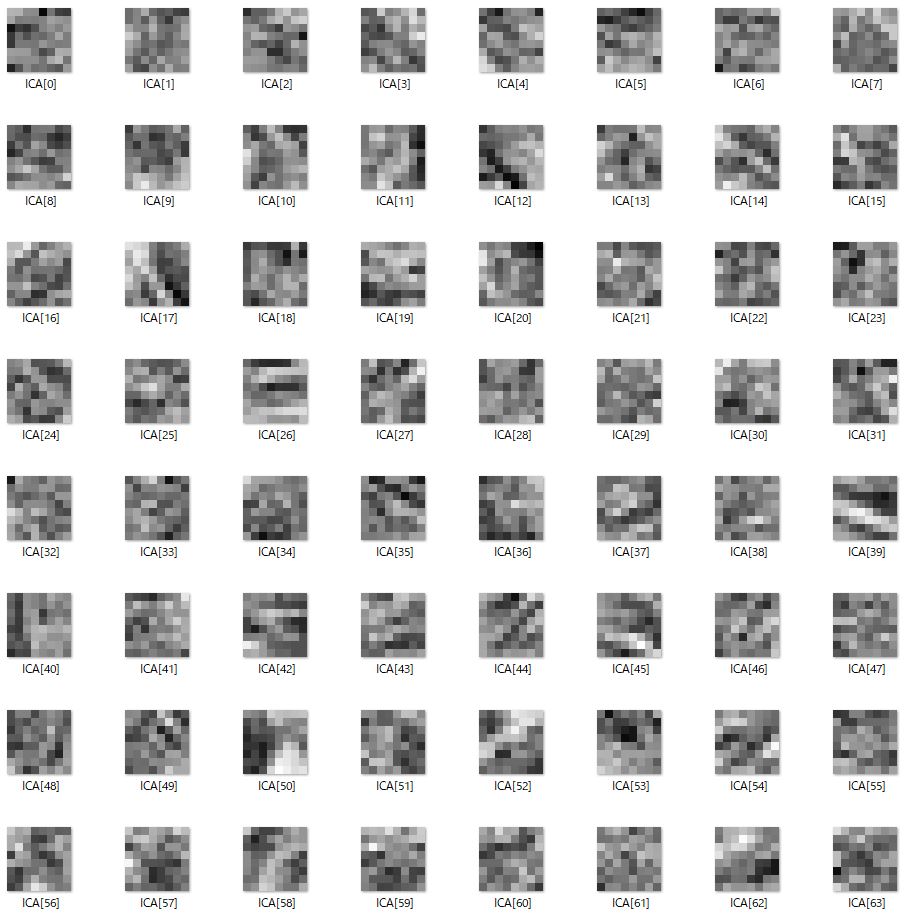 ICA[0] ICA[1] ICA[2] ICA[3] ICA[4] ICA[5] ICA[6] ICA[7]
ICA[8] ICA[9] ICA[10] ICA[11] ICA[12] ICA[13] ICA[14] ICA[15]
ICA[16] ICA[17] ICA[18] ICA[19] ICA[20] ICA[21] ICA[22] ICA[23]
ICA[24] ICA[25] ICA[26] ICA[27] ICA[28] ICA[29] ICA[30] ICA[31]
ICA[32] ICA[33] ICA[34] ICA[35] ICA[36] ICA[37] ICA[38] ICA[39]
ICA[40] ICA[41] ICA[42] ICA[43] ICA[44] ICA[45] ICA[46] ICA[47]
ICA[48] ICA[49] ICA[50] ICA[51] ICA[52] ICA[53] ICA[54] ICA[55]
ICA[56] ICA[57] ICA[58] ICA[59] ICA[60] ICA[61] ICA[62] ICA[63]